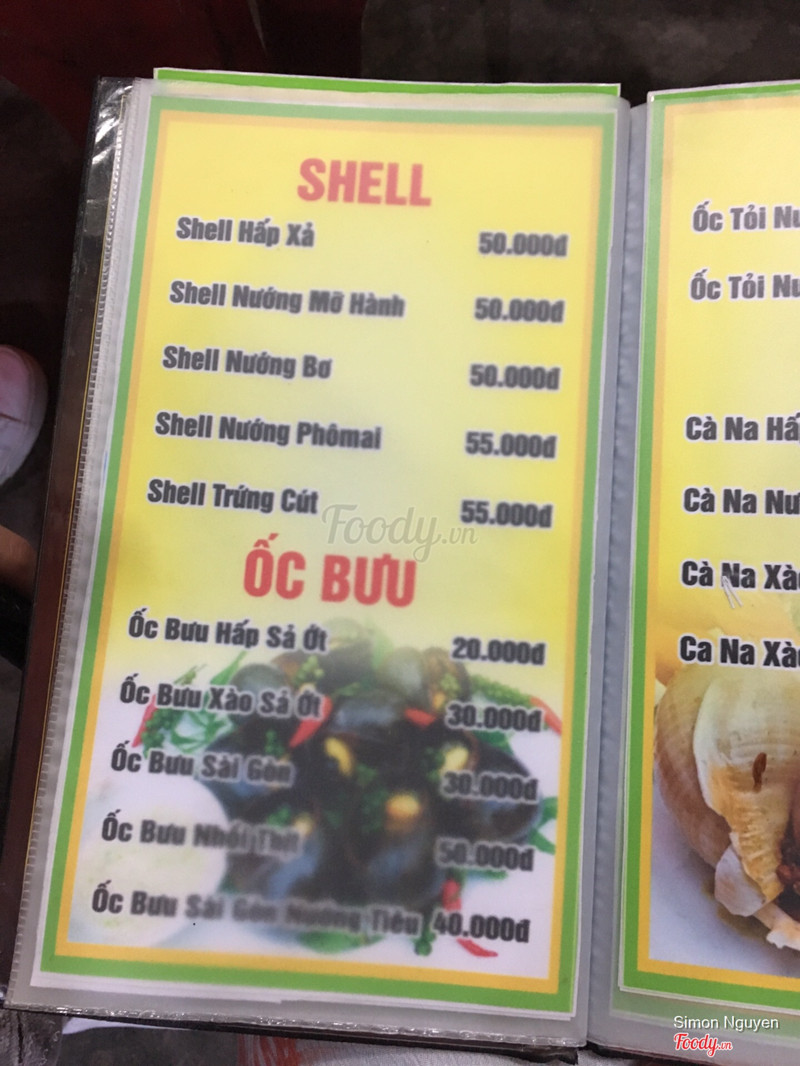 SHELL
Shell Hấp Xả 50.000đ
Shell Nướng Mỡ Hành 50.000đ
Shell Nướng Bơ 50.000đ
Shell Nướng Phômai 55.000đ
Shell Trứng Cút 55.000đ
Foody.vn
ỐC BƯU
Ốc Bưu Hấp Sả Ớt 20.000đ
Ốc Bưu Xào Sả Ớt 30.000đ
Ốc Bưu Sài Gòn 30.000đ
Ốc Bưu Nhồi Thịt 50.000đ
Ốc Bưu Sài Gòn Nướng Tiêu 40.000đ
Ốc Tỏi
Ốc Tỏi
Cà Na
Cà Na
Cà Na
Ca Na
Simon Nguyen
Foody.vn